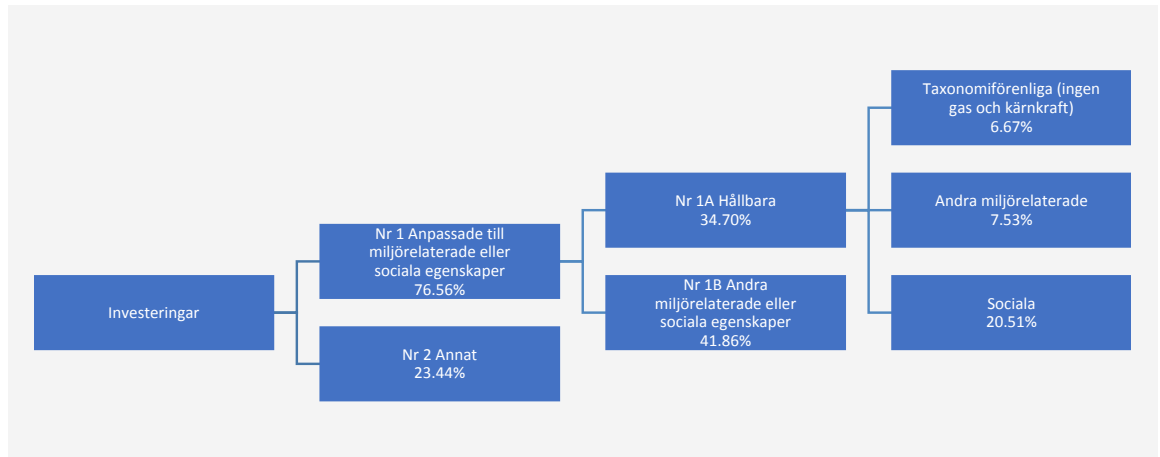 Investeringar
Nr 1 Anpassade till
miljörelaterade eller
sociala egenskaper
76.56%
Nr 2 Annat
23.44%
Nr 1A Hållbara
34.70%
Nr 1B Andra
miljörelaterade eller
sociala egenskaper
41.86%
Taxonomiförenliga (ingen
gas och kärnkraft)
6.67%
Andra miljörelaterade
7.53%
Sociala
20.51%